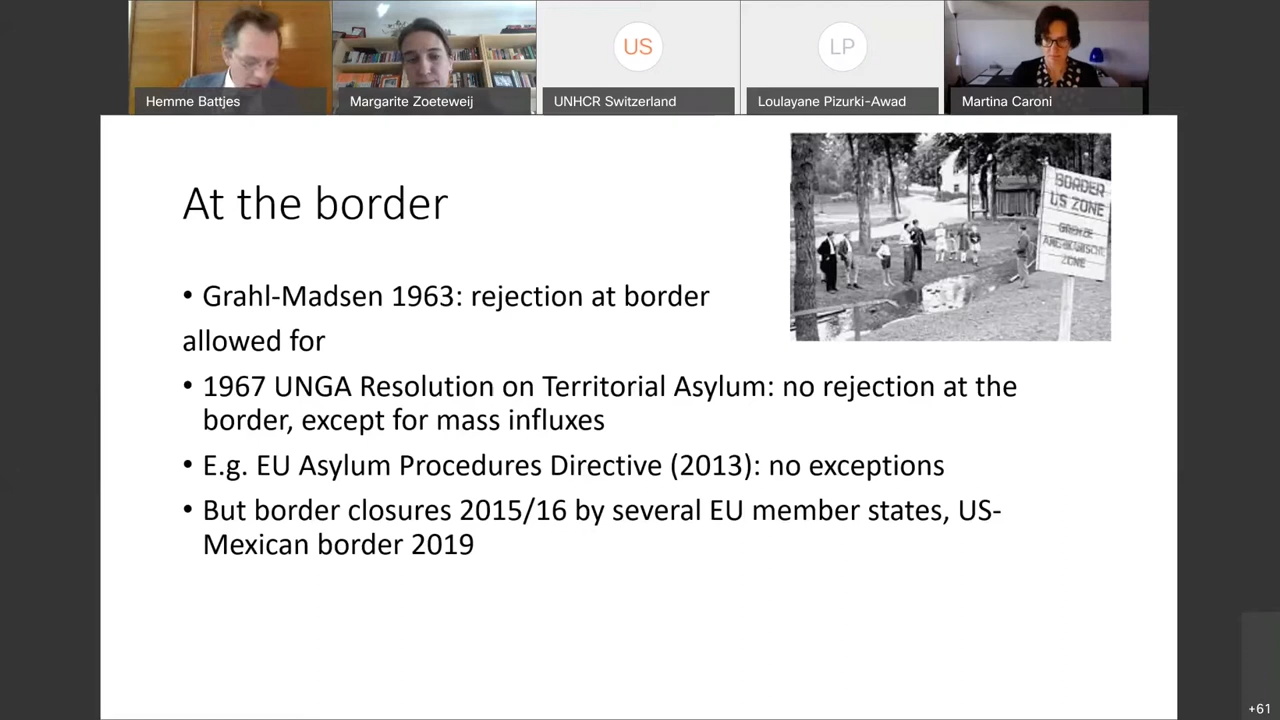 US
LP
Hemme Battjes
Margarite Zoeteweij
UNHCR Switzerland
Loulayane Pizurki-Awad
Martina Caroni
At the border
BORDER
US ZONE
GRENZE
AMERIKANISCHE
ZONE
• Grahl-Madsen 1963: rejection at border
allowed for
• 1967 UNGA Resolution on Territorial Asylum: no rejection at the
border, except for mass influxes
• E.g. EU Asylum Procedures Directive (2013): no exceptions
• But border closures 2015/16 by several EU member states, US-
Mexican border 2019
+61